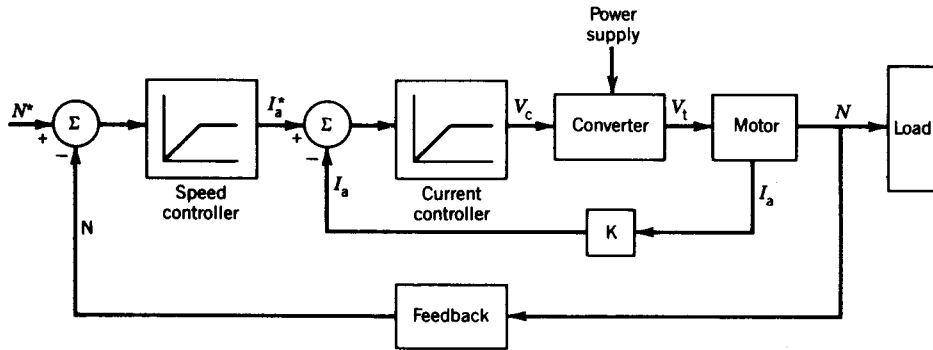 Power
supply
N*
+
Σ
−
Speed
controller
I*a
+
Σ
−
Ia
Current
controller
Vc
Converter
Vt
Motor
N
Load
Ia
K
N
Feedback